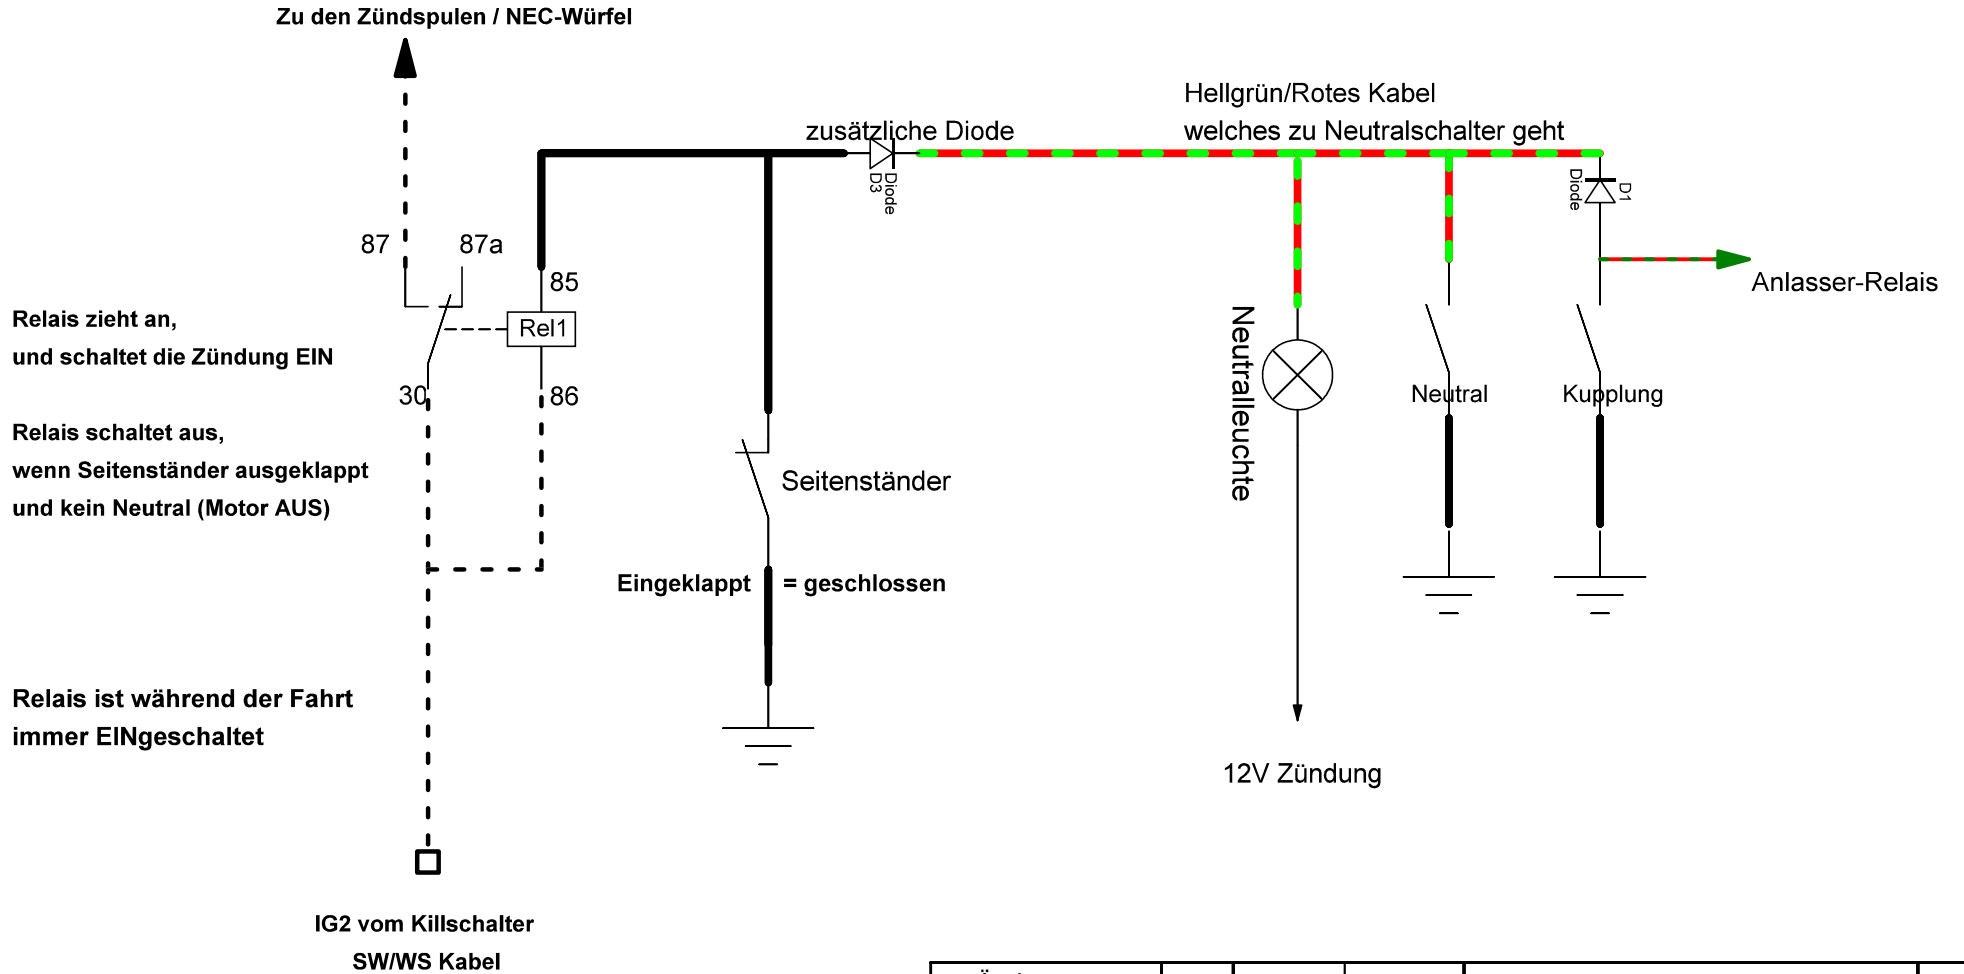 Zu den Zündspulen / NEC-Würfel
Hellgrün/Rotes Kabel
welches zu Neutralschalter geht
zusätzliche Diode
Diode
D3
D1
Diode
87
87a
85
Rel1
30
86
Anlasser-Relais
Relais zieht an,
und schaltet die Zündung EIN
Relais schaltet aus,
wenn Seitenständer ausgeklappt
und kein Neutral (Motor AUS)
Neutralleuchte
Neutral
Kupplung
Seitenständer
Eingeklappt = geschlossen
Relais ist während der Fahrt
immer EINgeschaltet
12V Zündung
IG2 vom Killschalter
SW/WS Kabel